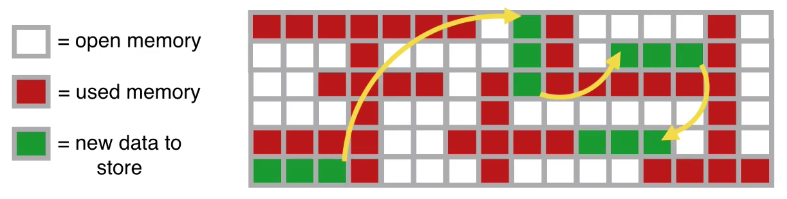 = open memory
= used memory
= new data to
store